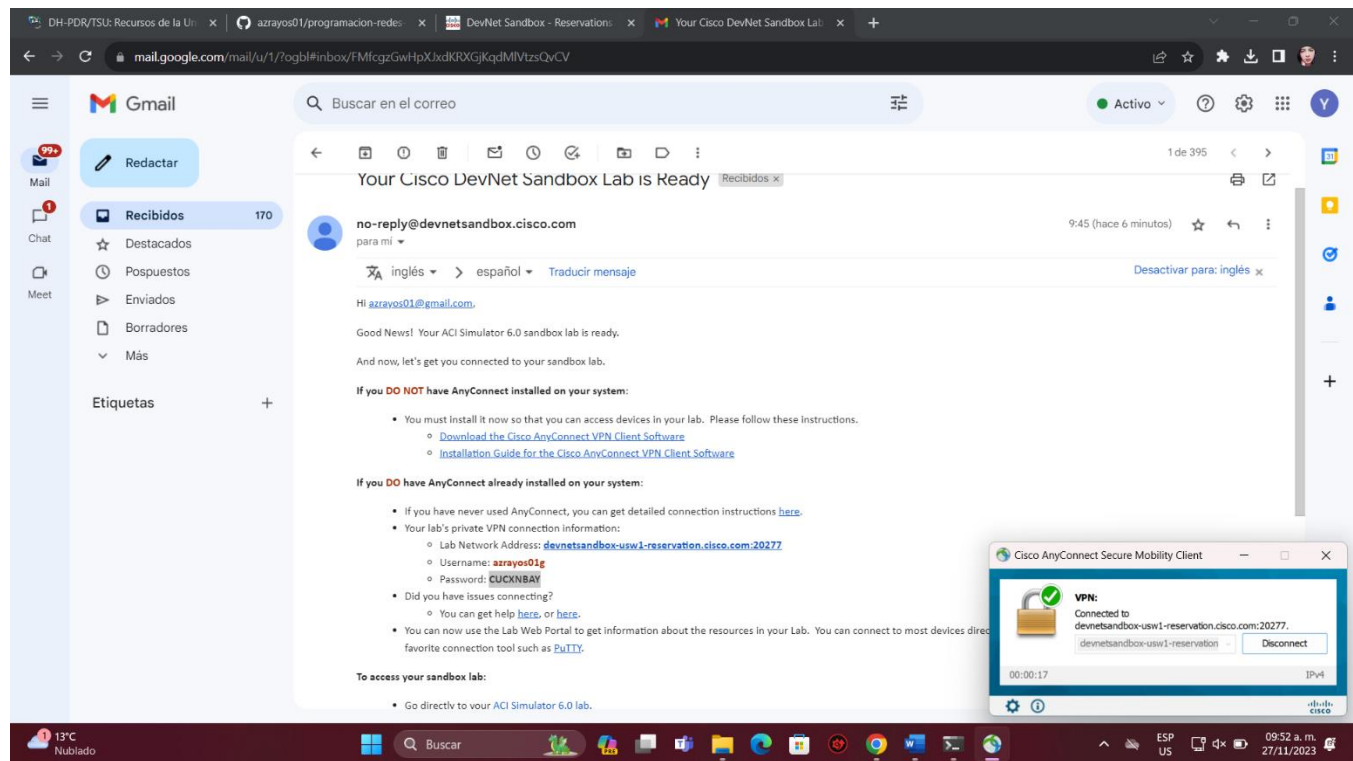 DH-PDR/TSU: Recursos de la Un
azrayos01/programacion-redes-
DevNet Sandbox - Reservations
Your Cisco DevNet Sandbox Lab
mail.google.com/mail/u/1/?ogbl#inbox/FMfcgzGwHpXJxdKRXGjKqdMlVtzsQvCV
Gmail
Buscar en el correo
Activo
Y
99+
Mail
1
Chat
Meet
Redactar
Recibidos 170
Destacados
Pospuestos
Enviados
Borradores
Más
Etiquetas
1 de 395
31
Your Cisco DevNet Sandbox Lab is Ready Recibidos x
no-reply@devnetsandbox.cisco.com 9:45 (hace 6 minutos)
para mí
inglés > español Traducir mensaje Desactivar para: inglés x
Hi azrayos01@gmail.com,
Good News! Your ACI Simulator 6.0 sandbox lab is ready.
And now, let's get you connected to your sandbox lab.
If you DO NOT have AnyConnect installed on your system:
• You must install it now so that you can access devices in your lab. Please follow these instructions.
Download the Cisco AnyConnect VPN Client Software
Installation Guide for the Cisco AnyConnect VPN Client Software
If you DO have AnyConnect already installed on your system:
• If you have never used AnyConnect, you can get detailed connection instructions here.
• Your lab's private VPN connection information:
Lab Network Address: devnetsandbox-usw1-reservation.cisco.com:20277
Username: azrayos01g
Password: CUCXNBAY
• Did you have issues connecting?
You can get help here, or here.
• You can now use the Lab Web Portal to get information about the resources in your Lab. You can connect to most devices direc
favorite connection tool such as PuTTY.
To access your sandbox lab:
• Go directly to your ACI Simulator 6.0 lab.
Cisco AnyConnect Secure Mobility Client
VPN:
Connected to
devnetsandbox-usw1-reservation.cisco.com:20277.
devnetsandbox-usw1-reservation Disconnect
00:00:17 IPv4
cisco
1
13°C
Nublado
Buscar
PRE
ESP
US
09:52 a. m.
27/11/2023